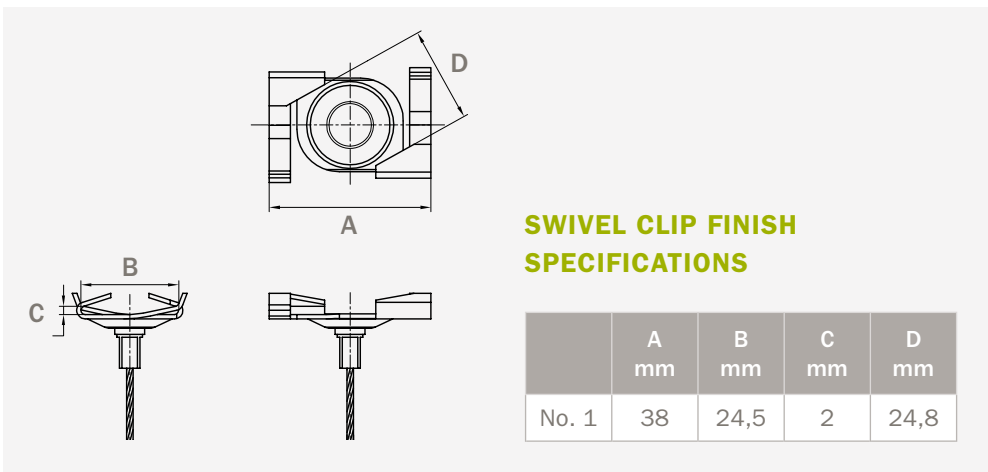 D
A
B
C
SWIVEL CLIP FINISH
SPECIFICATIONS
A B C D
mm mm mm mm
No. 1 38 24,5 2 24,8